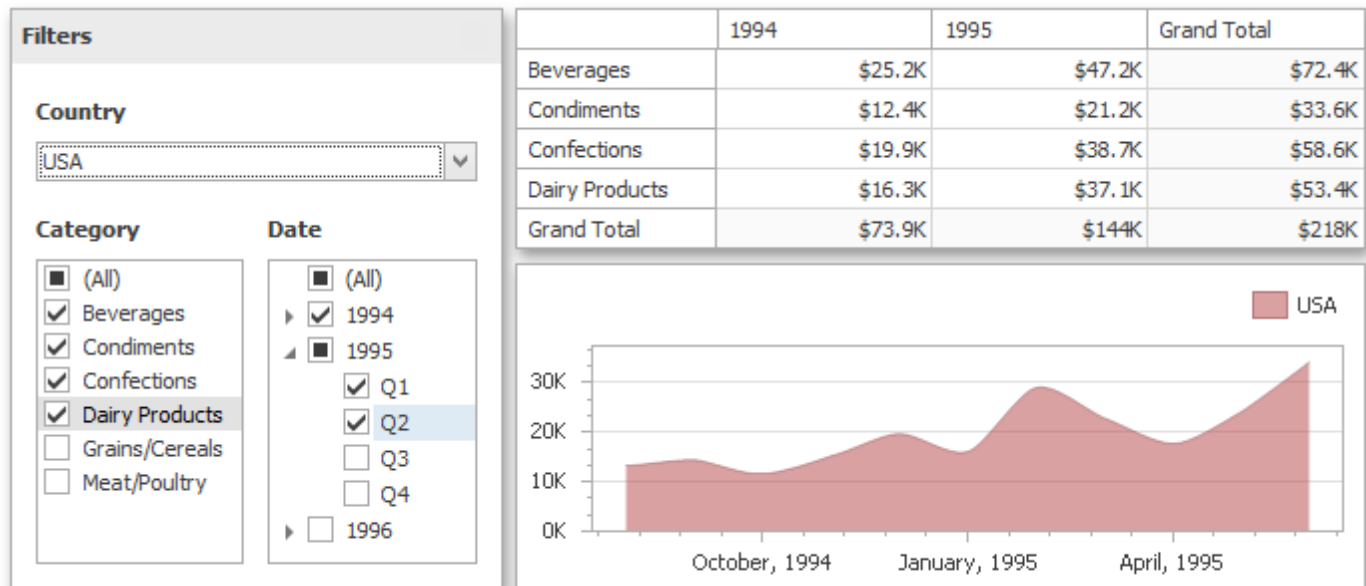 Filters
Country
USA
Category
(All)
Beverages
Condiments
Confections
Dairy Products
Grains/Cereals
Meat/Poultry
Date
(All)
1994
1995
Q1
Q2
Q3
Q4
1996
1994 1995 Grand Total
Beverages $25.2K $47.2K $72.4K
Condiments $12.4K $21.2K $33.6K
Confections $19.9K $38.7K $58.6K
Dairy Products $16.3K $37.1K $53.4K
Grand Total $73.9K $144K $218K
USA
30K
20K
10K
0K
October, 1994 January, 1995 April, 1995